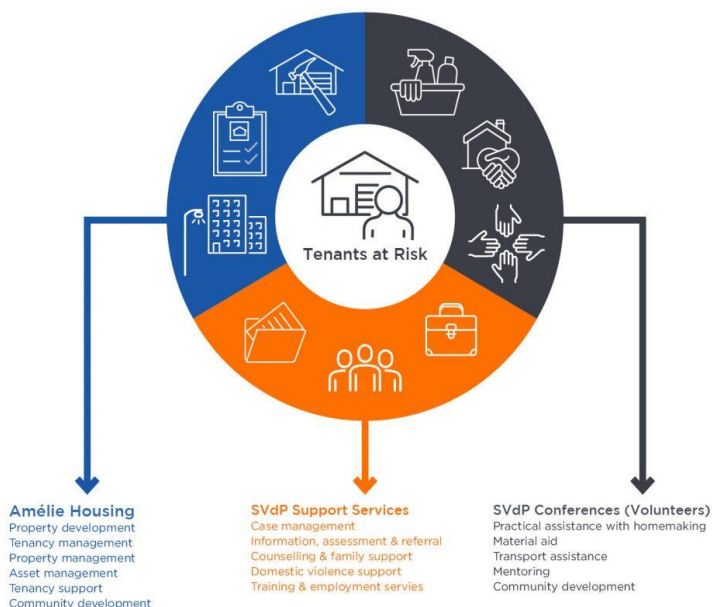 Tenants at Risk
Amélie Housing
Property development
Tenancy management
Property management
Asset management
Tenancy support
Community development
SVdP Support Services
Case management
Information, assessment & referral
Counselling & family support
Domestic violence support
Training & employment servies
SVdP Conferences (Volunteers)
Practical assistance with homemaking
Material aid
Transport assistance
Mentoring
Community development